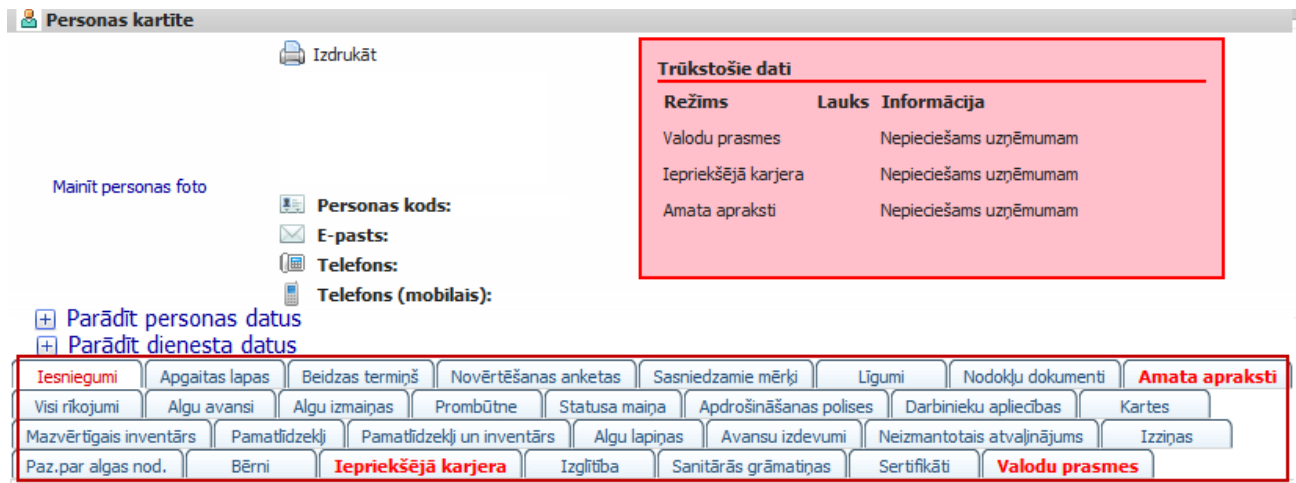 Personas kartīte
Izdrukāt
Trūkstošie dati
Režīms Lauks Informācija
Valodu prasmes Nepieciešams uzņēmumam
Iepriekšējā karjera Nepieciešams uzņēmumam
Amata apraksti Nepieciešams uzņēmumam
Mainīt personas foto
Personas kods:
E-pasts:
Telefons:
Telefons (mobilais):
Parādīt personas datus
Parādīt dienesta datus
Iesniegumi Apgaitas lapas Beidzas termiņš Novērtēšanas anketas Sasniedzamie mērķi Līgumi Nodokļu dokumenti Amata apraksti
Visi rīkojumi Algu avansi Algu izmaiņas Prombūtne Statusa maiņa Apdrošināšanas polises Darbinieku apliecības Kartes
Mazvērtīgais inventārs Pamatlīdzekļi Pamatlīdzekļi un inventārs Algu lapiņas Avansu izdevumi Neizmantotais atvaļinājums Izziņas
Paz.par algas nod. Bērni Iepriekšējā karjera Izglītība Sanitārās grāmatiņas Sertifikāti Valodu prasmes